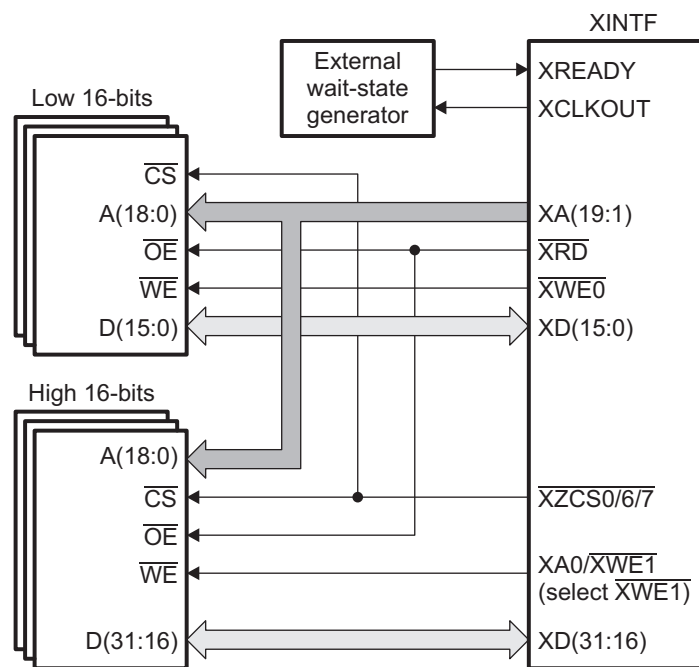 XINTF
External
wait-state
generator
XREADY
XCLKOUT
Low 16-bits
CS
A(18:0)
OE
WE
D(15:0)
XA(19:1)
XRD
XWE0
XD(15:0)
High 16-bits
A(18:0)
CS
OE
WE
D(31:16)
XZCS0/6/7
XA0/XWE1
(select XWE1)
XD(31:16)